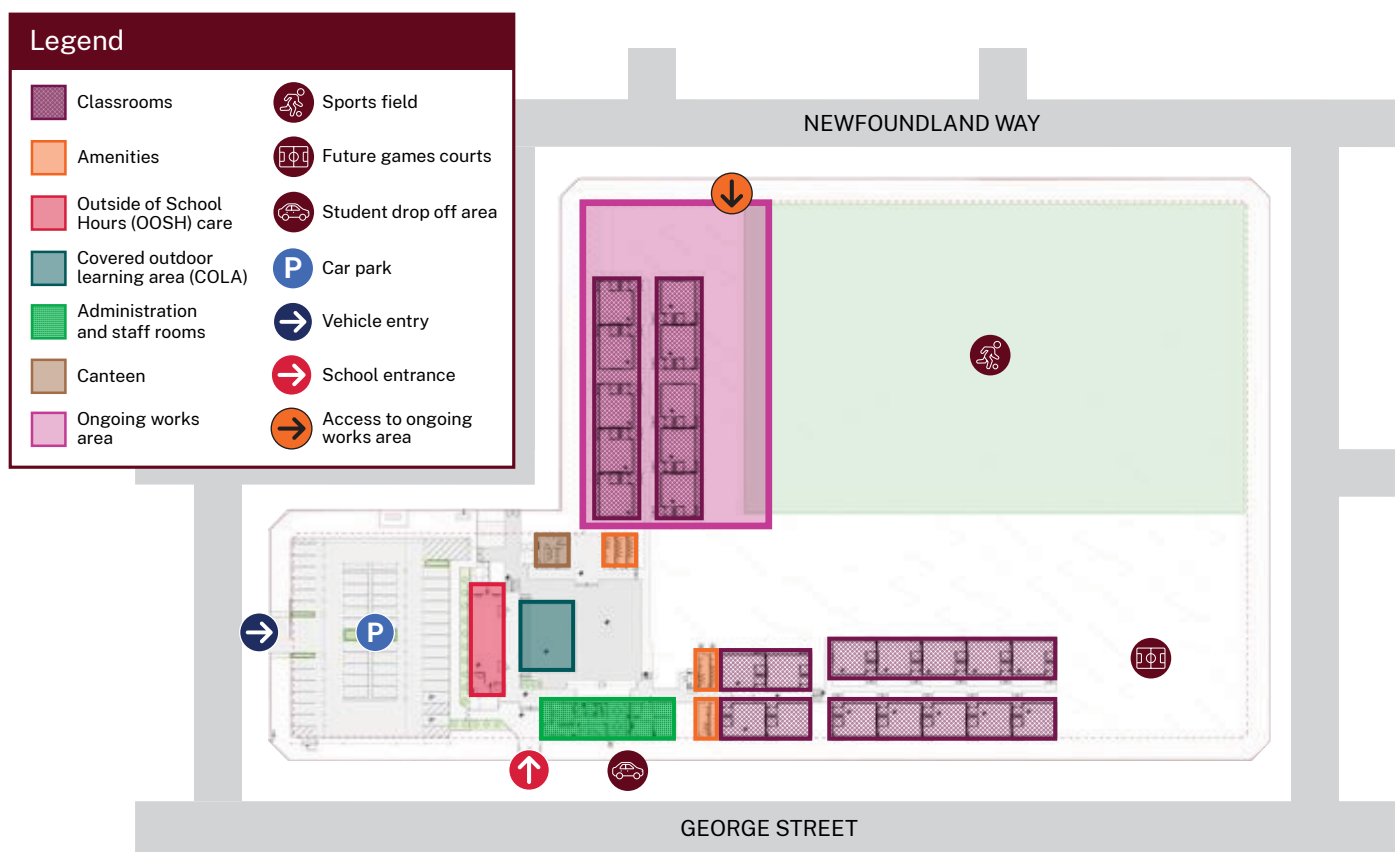 Legend
Classrooms
Amenities
Outside of School
Hours (OOSH) care
Covered outdoor
learning area (COLA)
Administration
and staff rooms
Canteen
Ongoing works
area
Sports field
Future games courts
Student drop off area
P
Car park
Vehicle entry
School entrance
Access to ongoing
works area
NEWFOUNDLAND WAY
P
GEORGE STREET